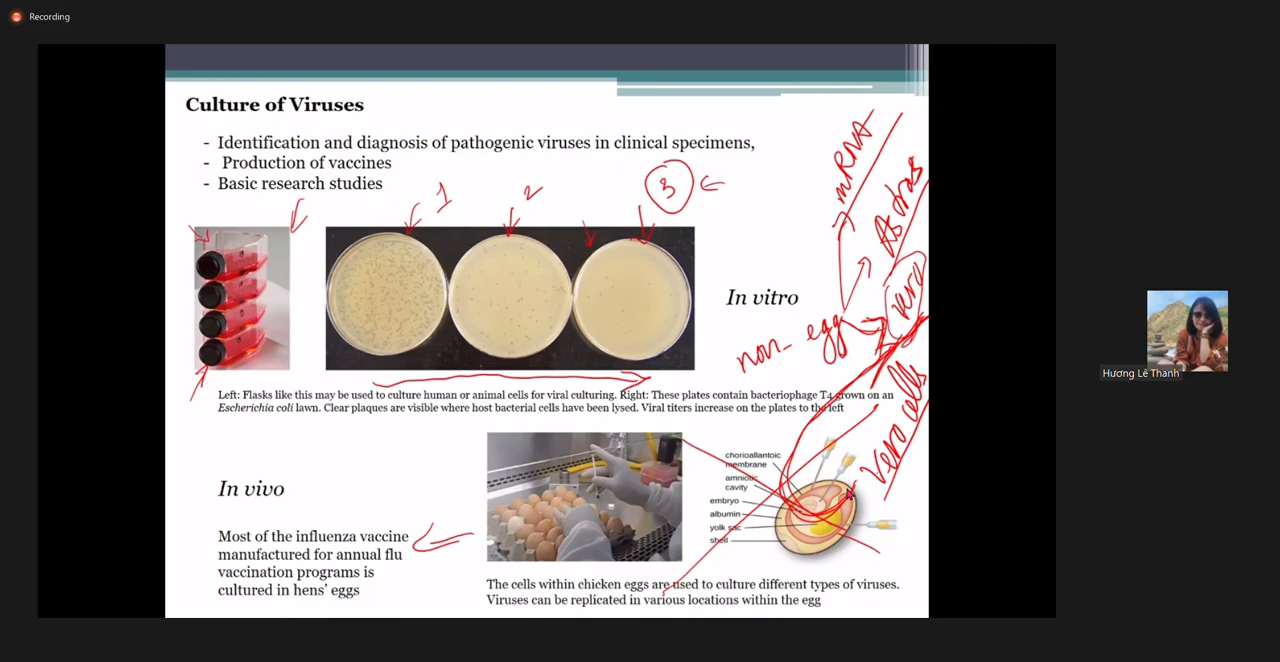 Recording
Culture of Viruses
- Identification and diagnosis of pathogenic viruses in clinical specimens,
- Production of vaccines
- Basic research studies
1
2
3
mRNA
Astras
vero
non-egg
Vero cells
In vitro
Left: Flasks like this may be used to culture human or animal cells for viral culturing. Right: These plates contain bacteriophage T4 grown on an
Escherichia coli lawn. Clear plaques are visible where host bacterial cells have been lysed. Viral titers increase on the plates to the left
In vivo
Most of the influenza vaccine
manufactured for annual flu
vaccination programs is
cultured in hens' eggs
chorioallantoic
membrane
amniotic
cavity
embryo
albumin
yolk sac
shell
The cells within chicken eggs are used to culture different types of viruses.
Viruses can be replicated in various locations within the egg
Hương Lê Thanh